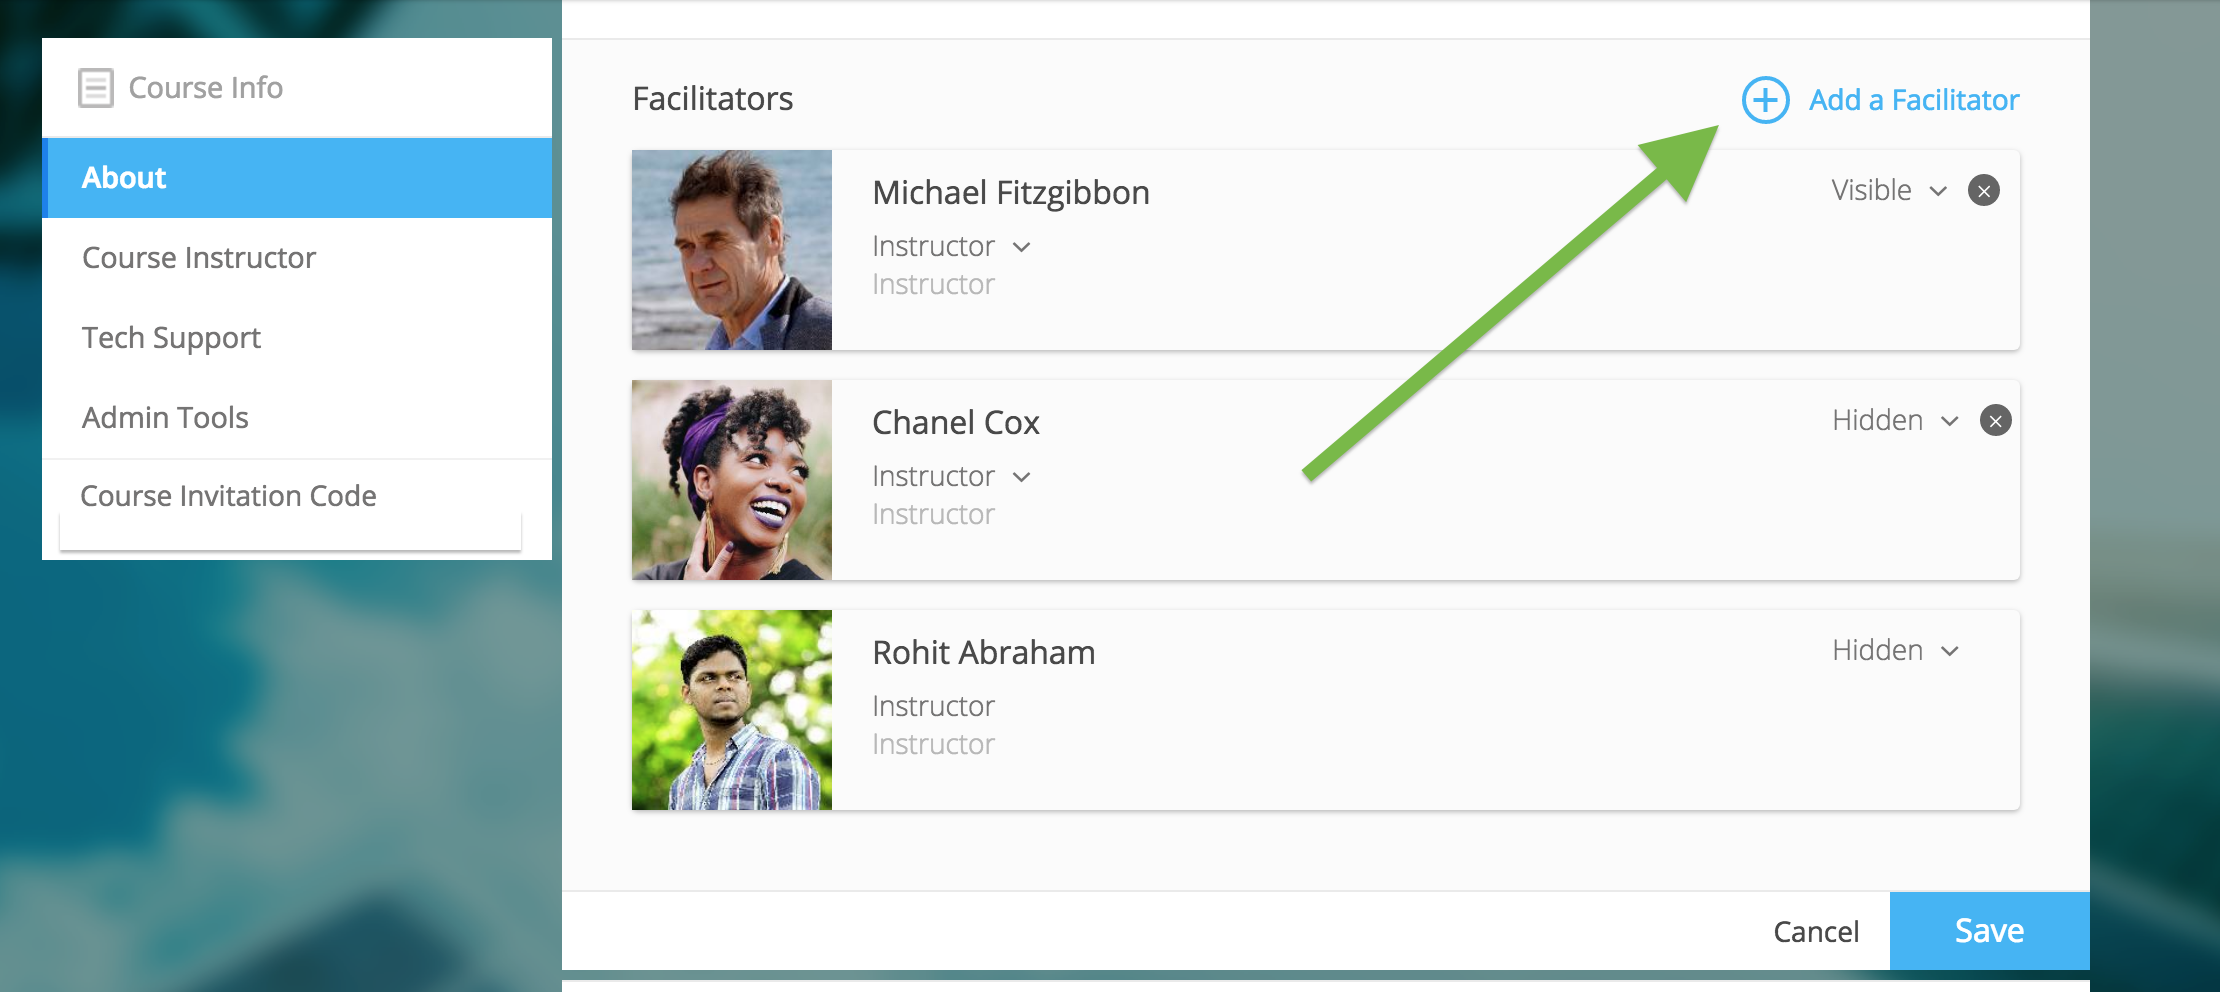 Course Info
About
Course Instructor
Tech Support
Admin Tools
Course Invitation Code
Facilitators
Add a Facilitator
Michael Fitzgibbon
Visible
Instructor
Instructor
Chanel Cox
Hidden
Instructor
Instructor
Rohit Abraham
Hidden
Instructor
Instructor
Cancel
Save